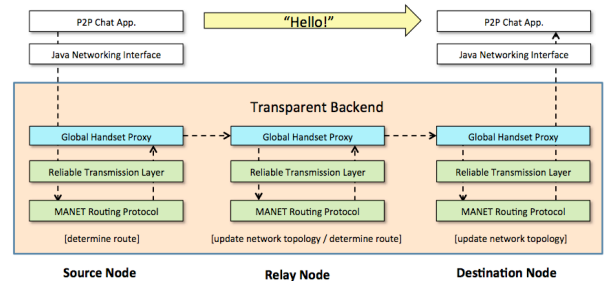 P2P Chat App.
“Hello!”
P2P Chat App.
Java Networking Interface
Java Networking Interface
Transparent Backend
Global Handset Proxy
Global Handset Proxy
Global Handset Proxy
Reliable Transmission Layer
Reliable Transmission Layer
Reliable Transmission Layer
MANET Routing Protocol
MANET Routing Protocol
MANET Routing Protocol
[determine route]
[update network topology / determine route]
[update network topology]
Source Node
Relay Node
Destination Node